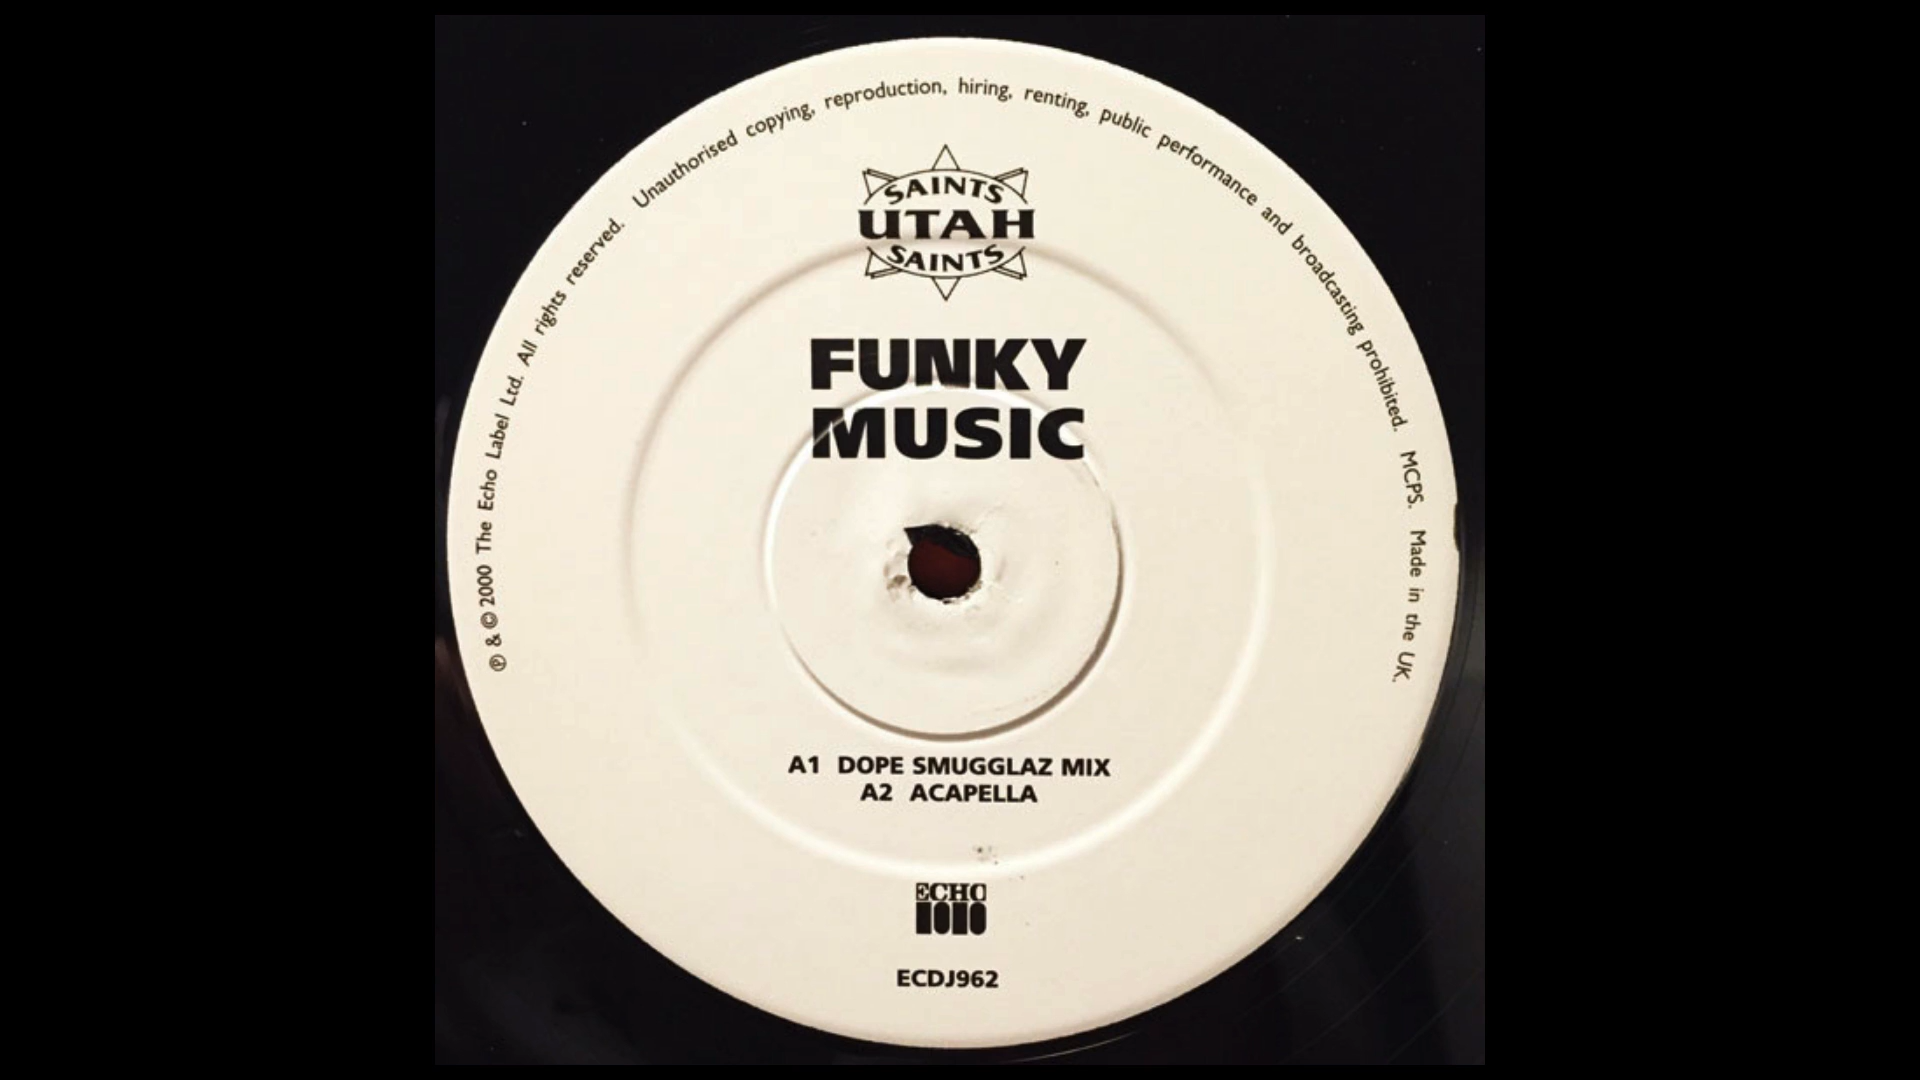 ℗ & © 2000 The Echo Label Ltd. All rights reserved. Unauthorised copying, reproduction, hiring, renting, public performance and broadcasting prohibited. MCPS. Made in the UK.
SAINTS
UTAH
SAINTS
FUNKY
MUSIC
A1 DOPE SMUGGLAZ MIX
A2 ACAPELLA
ECHO
ECDJ962